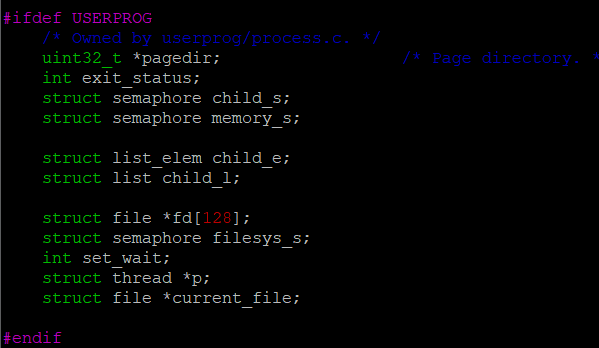 #ifdef USERPROG
/* Owned by userprog/process.c. */
uint32_t *pagedir; /* Page directory. *
int exit_status;
struct semaphore child_s;
struct semaphore memory_s;
struct list_elem child_e;
struct list child_l;
struct file *fd[128];
struct semaphore filesys_s;
int set_wait;
struct thread *p;
struct file *current_file;
#endif